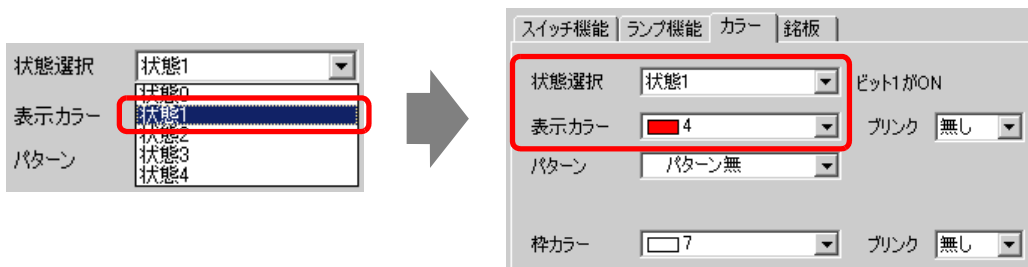 状態選択 状態1
状態0
表示カラー 状態1
状態2
パターン 状態3
状態4
スイッチ機能 ランプ機能 カラー 銘板
状態選択 状態1 ビット1がON
表示カラー 4 ブリンク 無し
パターン パターン無
枠カラー 7 ブリンク 無し